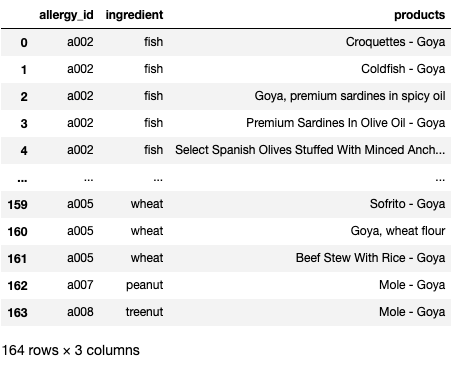 allergy_id ingredient products
0 a002 fish Croquettes - Goya
1 a002 fish Coldfish - Goya
2 a002 fish Goya, premium sardines in spicy oil
3 a002 fish Premium Sardines In Olive Oil - Goya
4 a002 fish Select Spanish Olives Stuffed With Minced Anch...
... ... ... ...
159 a005 wheat Sofrito - Goya
160 a005 wheat Goya, wheat flour
161 a005 wheat Beef Stew With Rice - Goya
162 a007 peanut Mole - Goya
163 a008 treenut Mole - Goya
164 rows × 3 columns